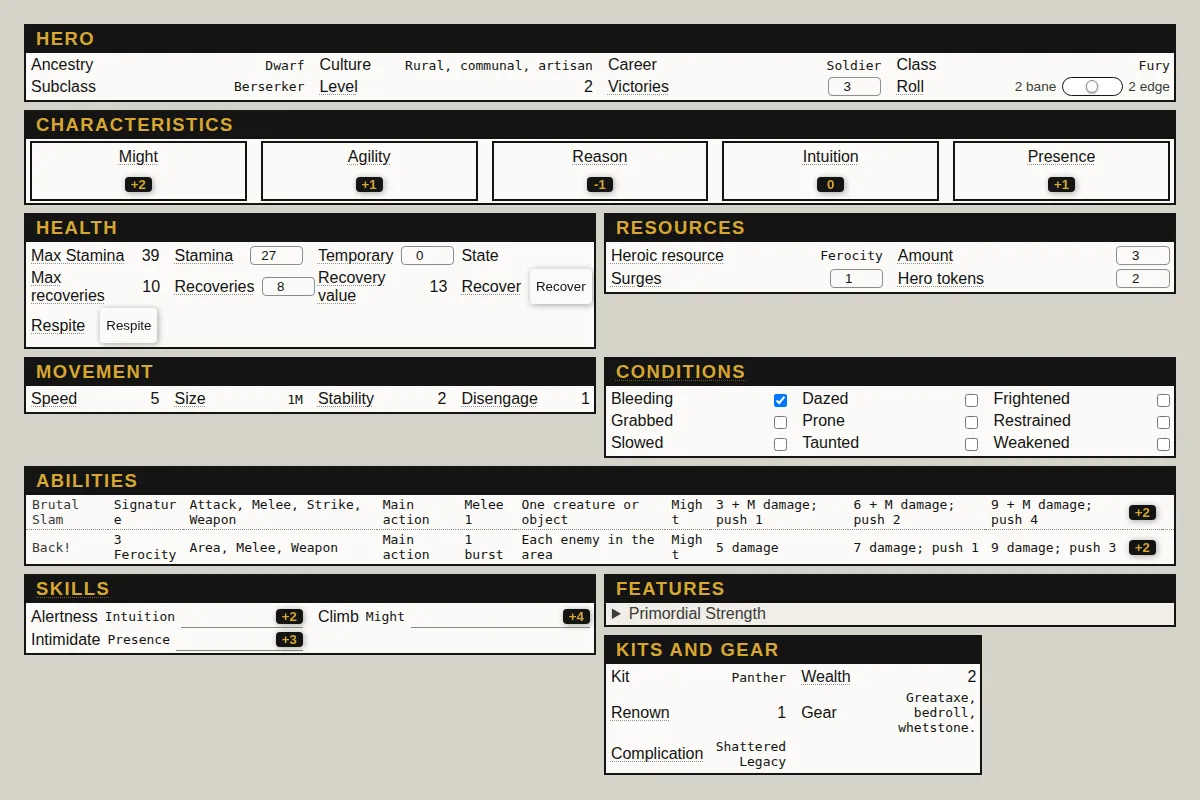 HERO
Ancestry Dwarf Culture Rural, communal, artisan Career Soldier Class Fury
Subclass Berserker Level 2 Victories 3 Roll 2 bane 2 edge
CHARACTERISTICS
Might Agility Reason Intuition Presence
+2 +1 -1 0 +1
HEALTH
Max Stamina 39 Stamina 27 Temporary 0 State
Max recoveries 10 Recoveries 8 Recovery value 13 Recover Recover
Respite Respite
RESOURCES
Heroic resource Ferocity Amount 3
Surges 1 Hero tokens 2
MOVEMENT
Speed 5 Size 1M Stability 2 Disengage 1
CONDITIONS
Bleeding Dazed Frightened
Grabbed Prone Restrained
Slowed Taunted Weakened
ABILITIES
Brutal Slam Signature Attack, Melee, Strike, Weapon Main action Melee 1 One creature or object Might 3 + M damage; push 1 6 + M damage; push 2 9 + M damage; push 4 +2
Back! 3 Ferocity Area, Melee, Weapon Main action 1 burst Each enemy in the area Might 5 damage 7 damage; push 1 9 damage; push 3 +2
SKILLS
Alertness Intuition +2 Climb Might +4
Intimidate Presence +3
FEATURES
Primordial Strength
KITS AND GEAR
Kit Panther Wealth 2
Renown 1 Gear Greataxe, bedroll, whetstone.
Complication Shattered Legacy